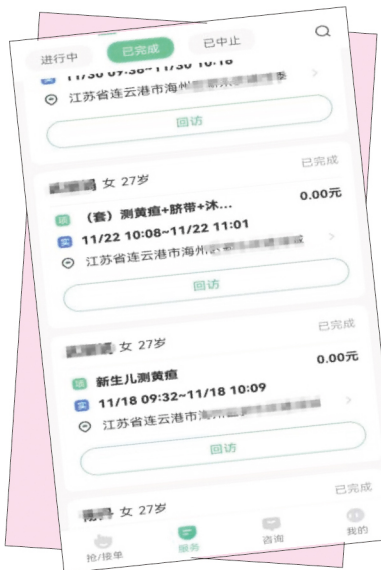 进行中
已完成
已中止
11/30 09:38~11/30 10:18
江苏省连云港市海州
回访
已完成
女 27岁
0.00元
项 （套）测黄疸+脐带+沐...
实 11/22 10:08~11/22 11:01
江苏省连云港市海州
回访
已完成
女 27岁
0.00元
项 新生儿测黄疸
实 11/18 09:32~11/18 10:09
江苏省连云港市海州
回访
已完成
女 27岁
抢/接单
服务
咨询
我的